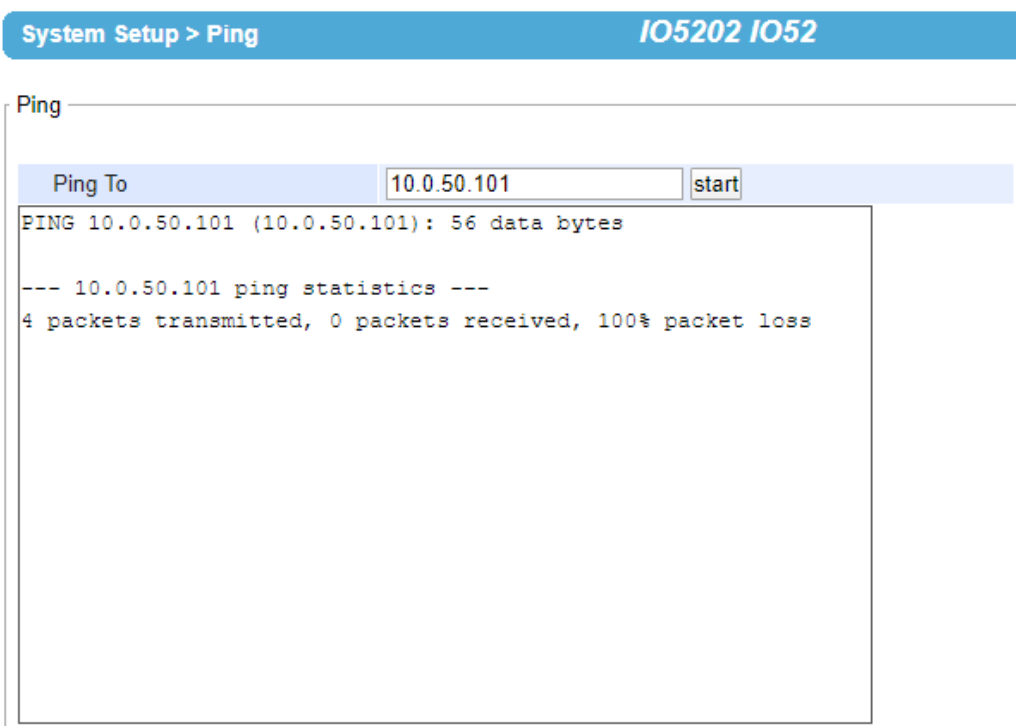 System Setup > Ping
IO5202 IO52
Ping
Ping To
10.0.50.101
start
PING 10.0.50.101 (10.0.50.101): 56 data bytes
--- 10.0.50.101 ping statistics ---
4 packets transmitted, 0 packets received, 100% packet loss